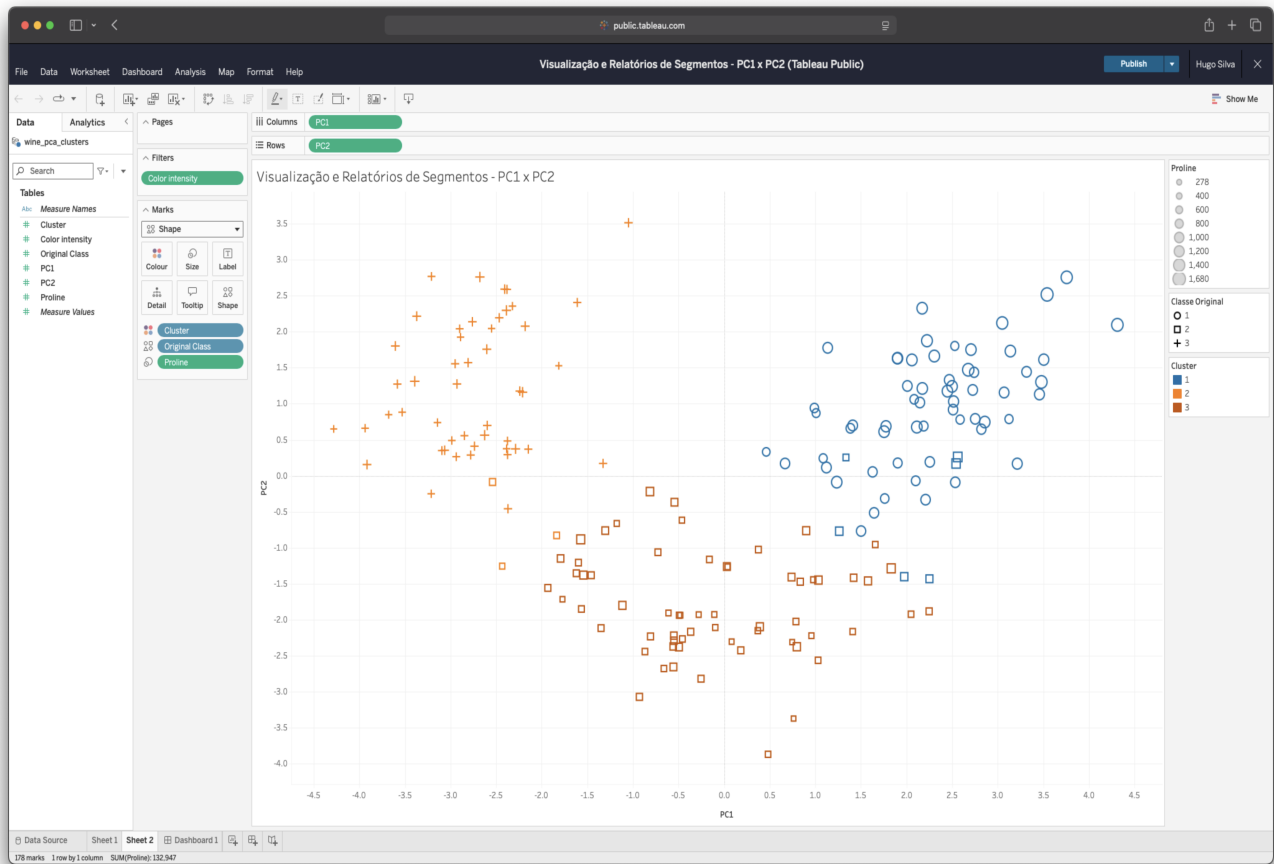 public.tableau.com
Visualização e Relatórios de Segmentos - PC1 x PC2 (Tableau Public)
Publish
Hugo Silva
File Data Worksheet Dashboard Analysis Map Format Help
Show Me
Data Analytics
wine_pca_clusters
Search
Tables
Abc Measure Names
Cluster
Color intensity
Original Class
PC1
PC2
Proline
Measure Values
Pages
Filters
Color intensity
Marks
Shape
Colour Size Label
Detail Tooltip Shape
Cluster
Original Class
Proline
Columns PC1
Rows PC2
Visualização e Relatórios de Segmentos - PC1 x PC2
3.5
3.0
2.5
2.0
1.5
1.0
0.5
0.0
-0.5
-1.0
-1.5
-2.0
-2.5
-3.0
-3.5
-4.0
PC2
-4.5 -4.0 -3.5 -3.0 -2.5 -2.0 -1.5 -1.0 -0.5 0.0 0.5 1.0 1.5 2.0 2.5 3.0 3.5 4.0 4.5
PC1
Proline
278
400
600
800
1,000
1,200
1,400
1,680
Classe Original
1
2
3
Cluster
1
2
3
Data Source Sheet 1 Sheet 2 Dashboard 1
178 marks 1 row by 1 column SUM(Proline): 132,947